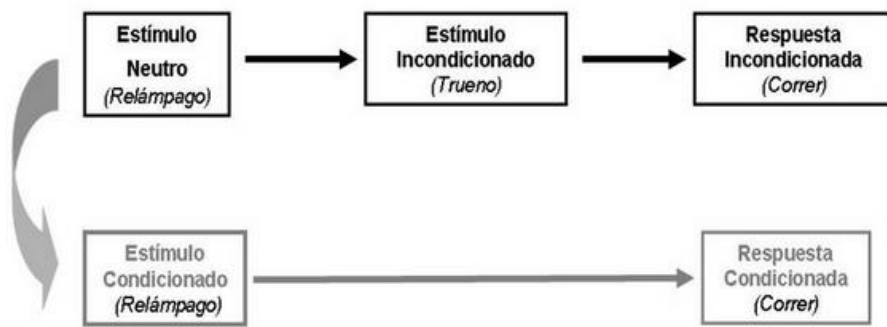 Estímulo
Neutro
(Relámpago)
Estímulo
Incondicionado
(Trueno)
Respuesta
Incondicionada
(Correr)
Estímulo
Condicionado
(Relámpago)
Respuesta
Condicionada
(Correr)